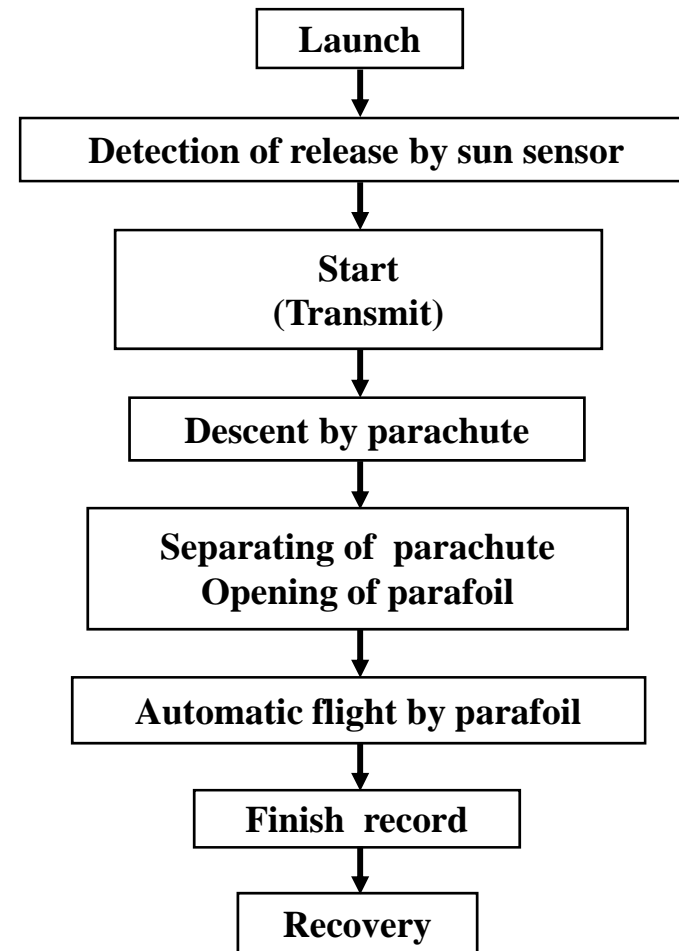 Launch
Detection of release by sun sensor
Start
(Transmit)
Descent by parachute
Separating of  parachute
Opening of parafoil
Automatic flight by parafoil
Finish  record
Recovery